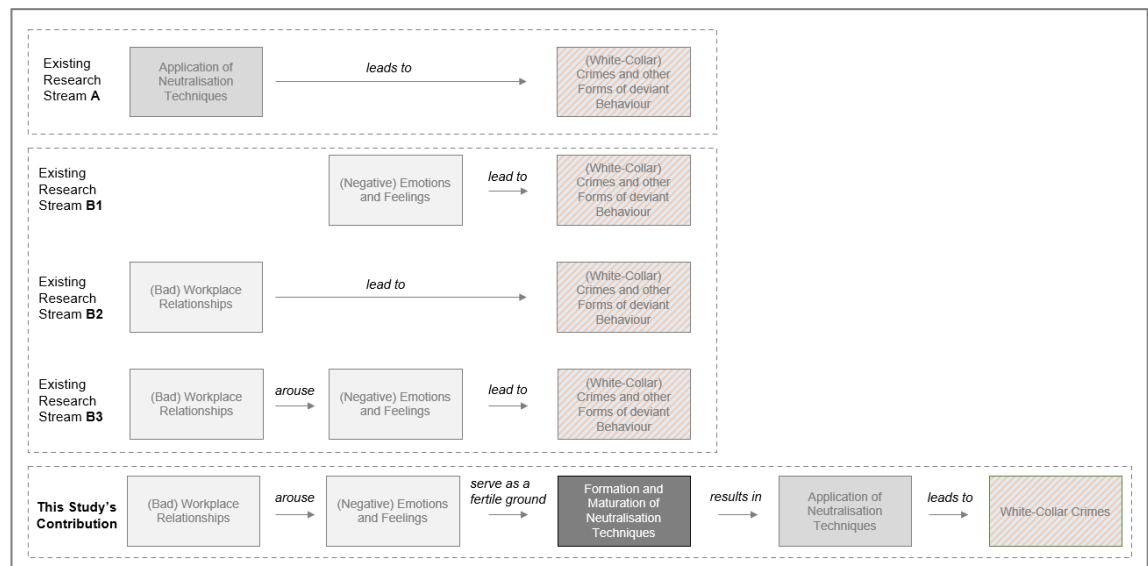 Existing
Research
Stream A
Application of
Neutralisation
Techniques
leads to
(White-Collar)
Crimes and other
Forms of deviant
Behaviour
Existing
Research
Stream B1
(Negative) Emotions
and Feelings
lead to
(White-Collar)
Crimes and other
Forms of deviant
Behaviour
Existing
Research
Stream B2
(Bad) Workplace
Relationships
lead to
(White-Collar)
Crimes and other
Forms of deviant
Behaviour
Existing
Research
Stream B3
(Bad) Workplace
Relationships
arouse
(Negative) Emotions
and Feelings
lead to
(White-Collar)
Crimes and other
Forms of deviant
Behaviour
This Study's
Contribution
(Bad) Workplace
Relationships
arouse
(Negative) Emotions
and Feelings
serve as a
fertile ground
Formation and
Maturation of
Neutralisation
Techniques
results in
Application of
Neutralisation
Techniques
leads to
White-Collar Crimes